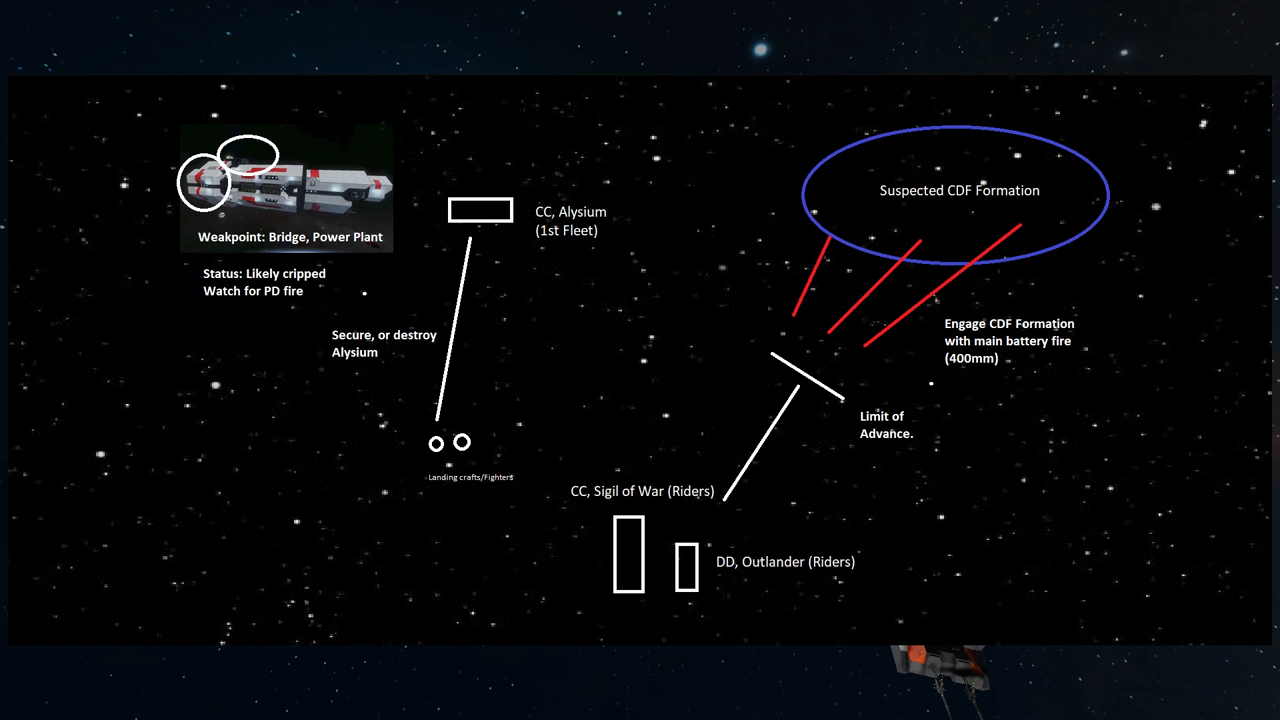 Weakpoint: Bridge, Power Plant
Status: Likely cripped
Watch for PD fire
CC, Alysium
(1st Fleet)
Secure, or destroy
Alysium
Landing crafts/Fighters
Suspected CDF Formation
Engage CDF Formation
with main battery fire
(400mm)
Limit of
Advance.
CC, Sigil of War (Riders)
DD, Outlander (Riders)